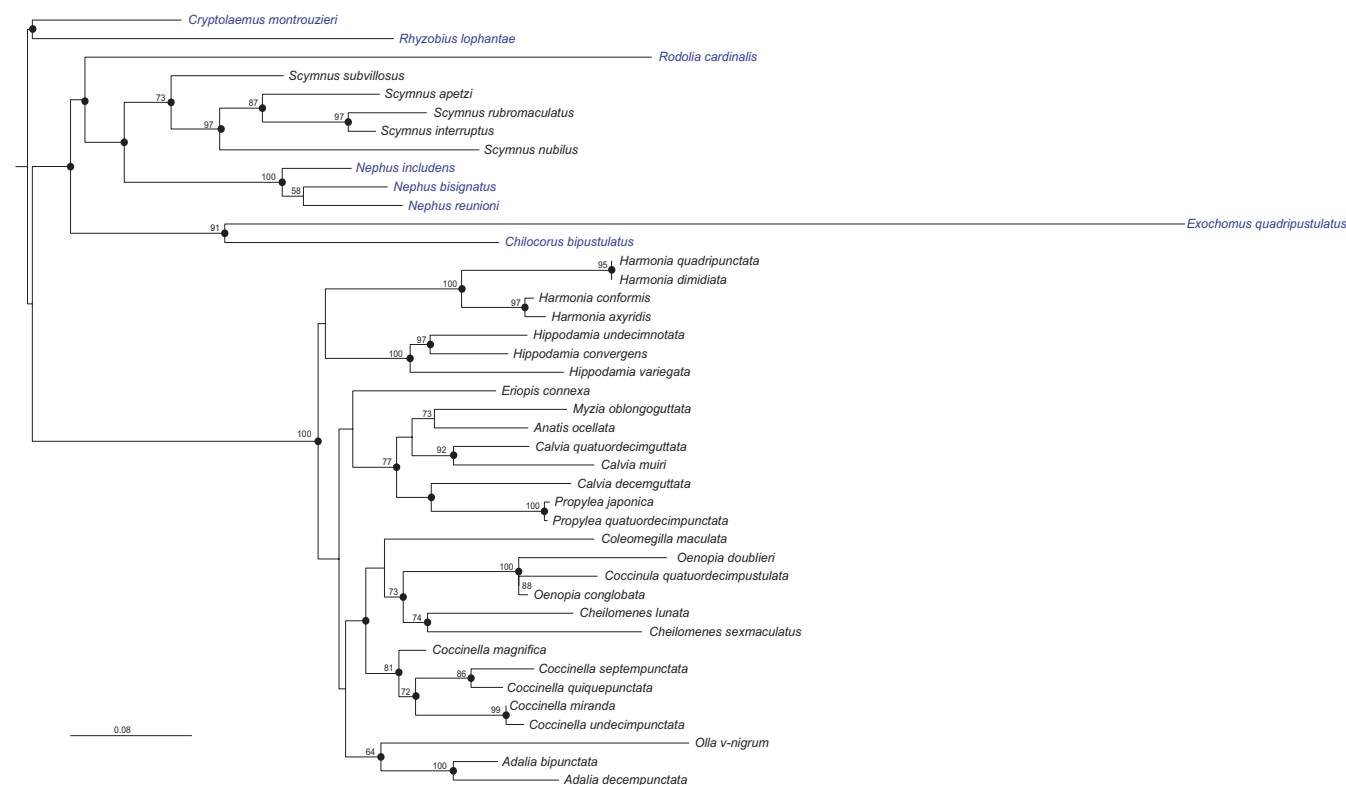 Cryptolaemus montrouzieri
Rhyzobius lophantae
Rodolia cardinalis
Scymnus subvillosus
73
Scymnus apetzi
87
Scymnus rubromaculatus
97
Scymnus interruptus
97
Scymnus nubilus
Nephus includens
100
Nephus bisignatus
58
Nephus reunioni
Exochomus quadripustulatus
91
Chilocorus bipustulatus
Harmonia quadripunctata
95
Harmonia dimidiata
100
Harmonia conformis
97
Harmonia axyridis
Hippodamia undecimnotata
97
Hippodamia convergens
100
Hippodamia variegata
Eriopis connexa
Myzia oblongoguttata
73
Anatis ocellata
100
Calvia quatuordecimguttata
92
Calvia muiri
77
Calvia decemguttata
Propylea japonica
100
Propylea quatuordecimpunctata
Coleomegilla maculata
Oenopia doublieri
100
Coccinula quatuordecimpustulata
88
Oenopia conglobata
73
Cheilomenes lunata
74
Cheilomenes sexmaculatus
Coccinella magnifica
81
Coccinella septempunctata
86
Coccinella quiquepunctata
72
Coccinella miranda
99
Coccinella undecimpunctata
0.08
Olla v-nigrum
64
Adalia bipunctata
100
Adalia decempunctata